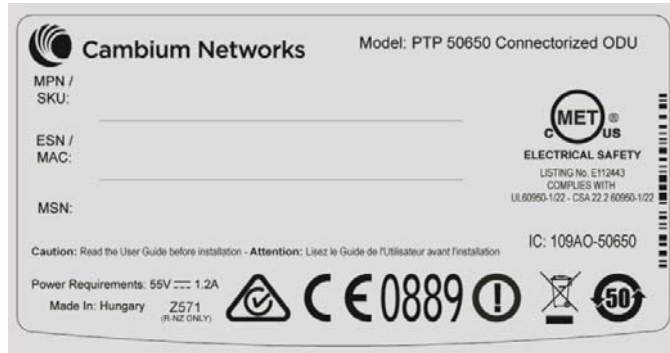 Cambium Networks
Model: PTP 50650 Connectorized ODU
MPN /
SKU:
ESN /
MAC:
MSN:
C MET ® US
ELECTRICAL SAFETY
LISTING No. E112443
COMPLIES WITH
UL60950-1/22 - CSA 22.2 60950-1/22
IC: 109AO-50650
Caution: Read the User Guide before installation - Attention: Lisez le Guide de l'Utilisateur avant l'installation
Power Requirements: 55V 1.2A
Made In: Hungary
Z571
(R-NZ ONLY)
CE0889
50